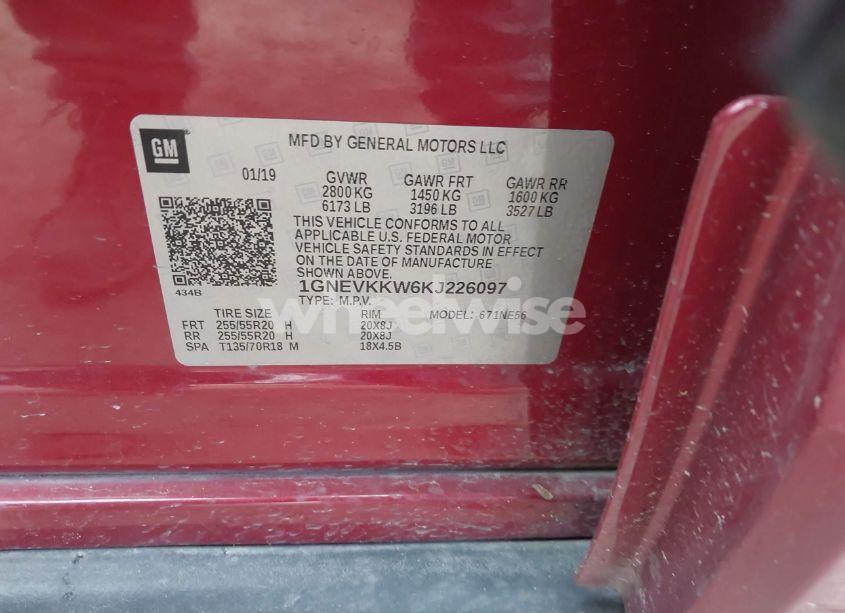 GM
MFD BY GENERAL MOTORS LLC
01/19
GVWR GAWR FRT GAWR RR
2800 KG 1450 KG 1600 KG
6173 LB 3196 LB 3527 LB
THIS VEHICLE CONFORMS TO ALL
APPLICABLE U.S. FEDERAL MOTOR
VEHICLE SAFETY STANDARDS IN EFFECT
ON THE DATE OF MANUFACTURE
SHOWN ABOVE.
434B
1GNEVKKW6KJ226097
TYPE: M.P.V. MODEL: 671NE56
TIRE SIZE RIM
FRT 255/55R20 H 20X8J
RR 255/55R20 H 20X8J
SPA T135/70R18 M 18X4.5B
wheelwise